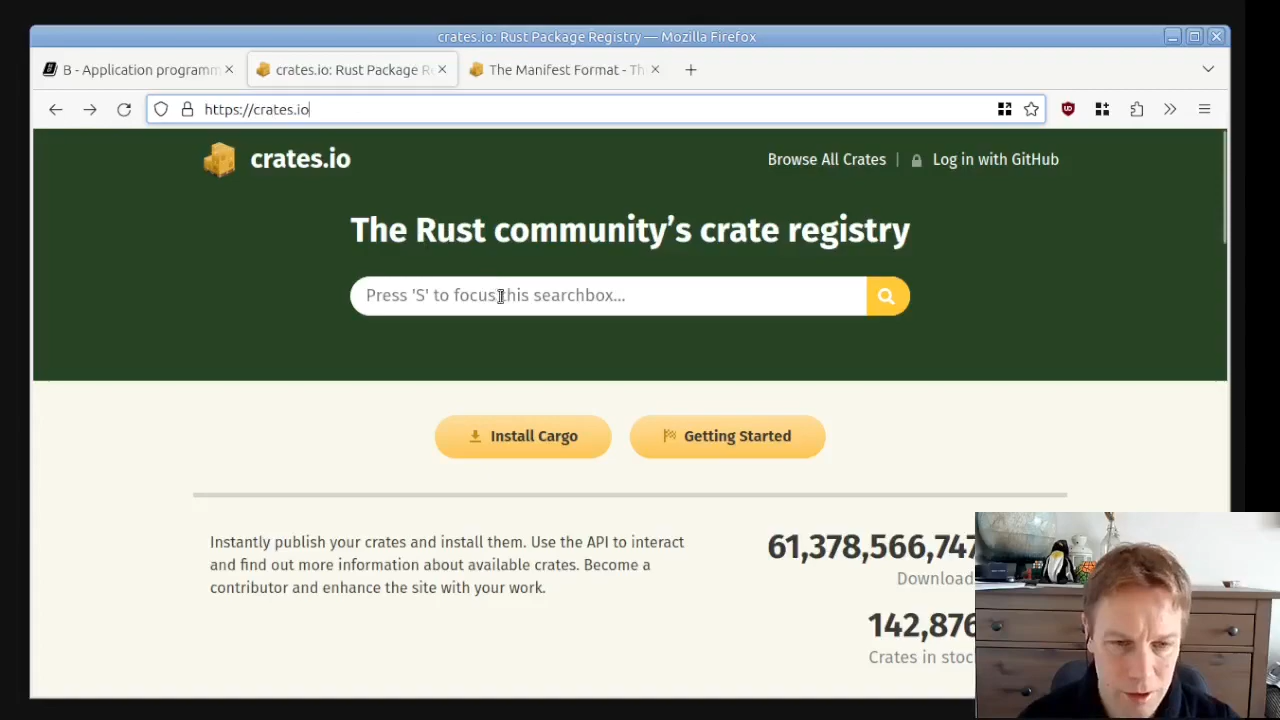 crates.io: Rust Package Registry — Mozilla Firefox
B - Application programm
crates.io: Rust Package R
The Manifest Format - Th
https://crates.io
crates.io
Browse All Crates | Log in with GitHub
The Rust community’s crate registry
Press 'S' to focus this searchbox...
Install Cargo
Getting Started
Instantly publish your crates and install them. Use the API to interact
and find out more information about available crates. Become a
contributor and enhance the site with your work.
61,378,566,747
Download
142,876
Crates in stoc